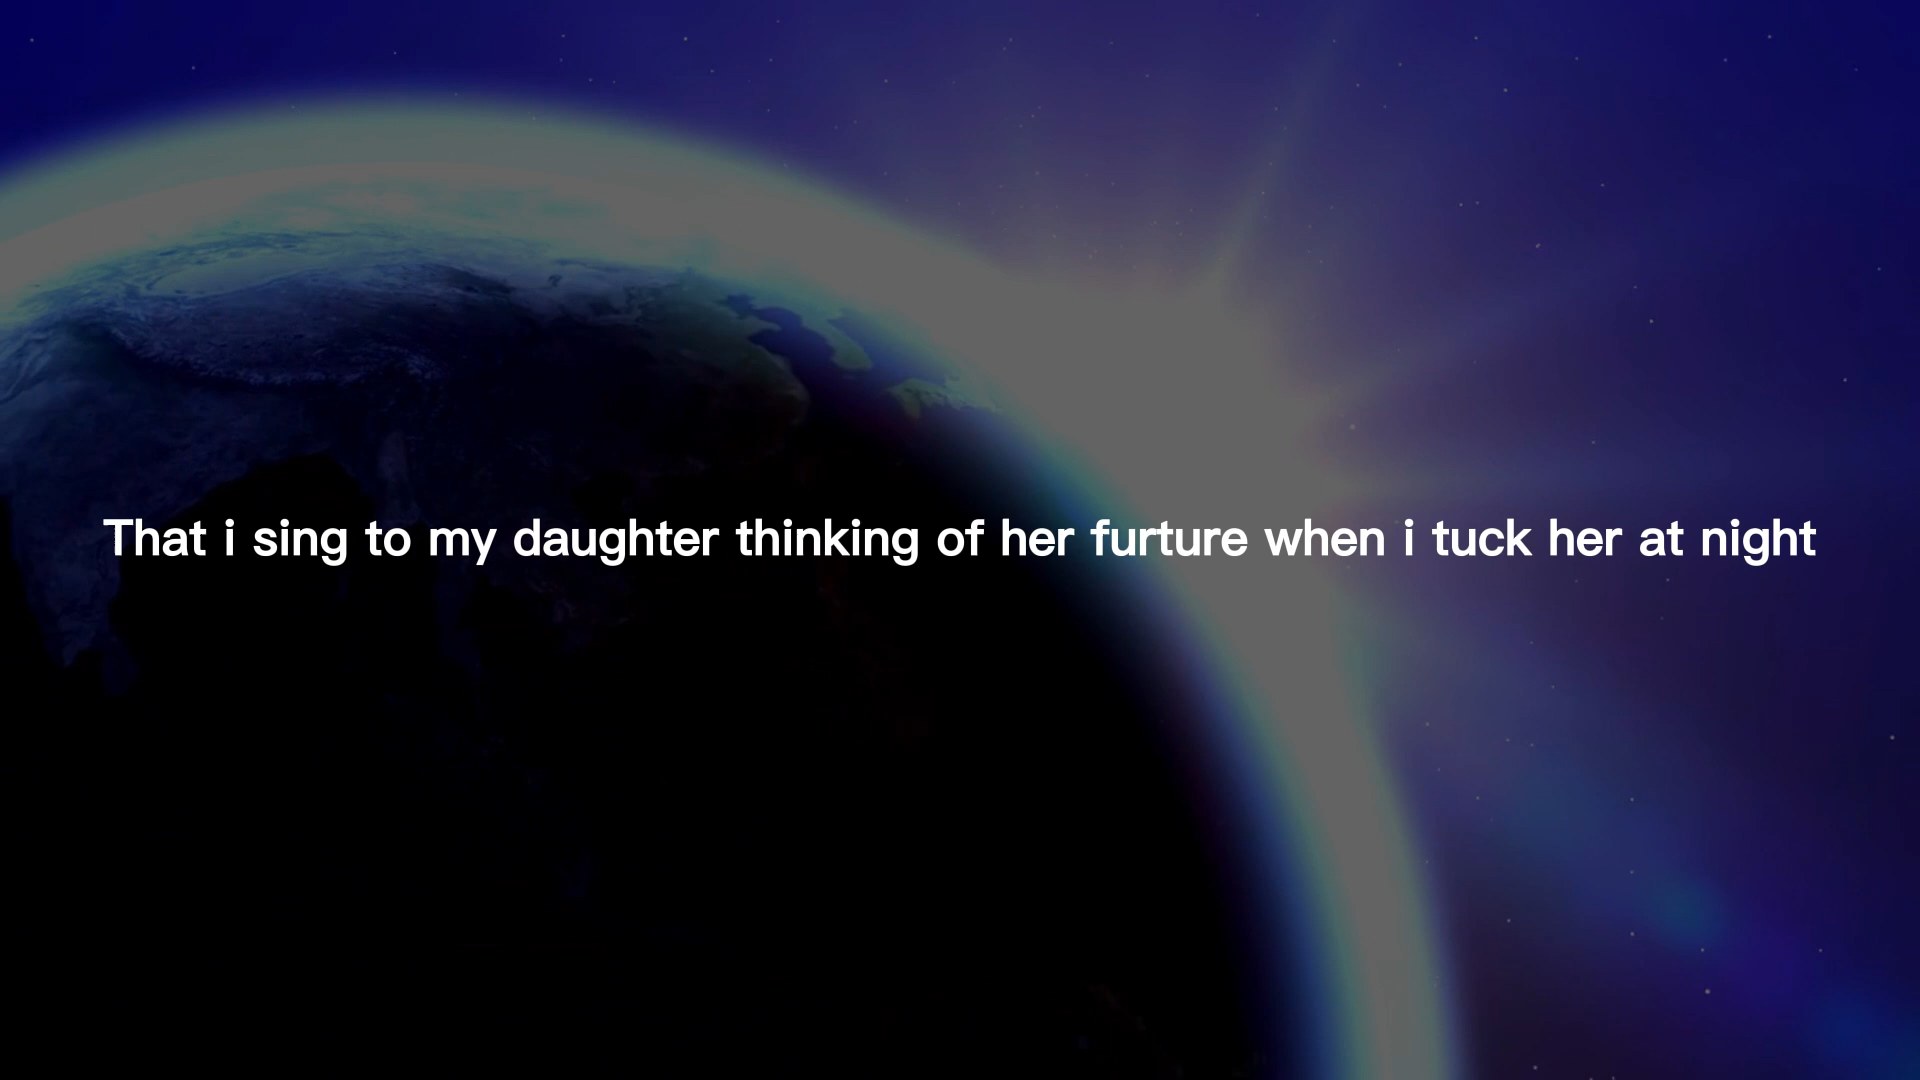 That i sing to my daughter thinking of her furture when i tuck her at night